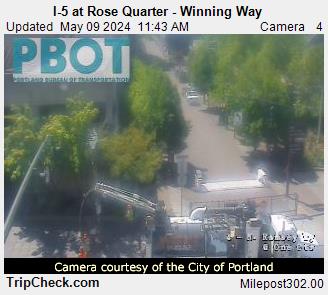 I-5 at Rose Quarter - Winning Way
Updated May 09 2024 11:43 AM Camera 4
PBOT
PORTLAND BUREAU OF TRANSPORTATION
Camera courtesy of the City of Portland
TripCheck.com Milepost302.00